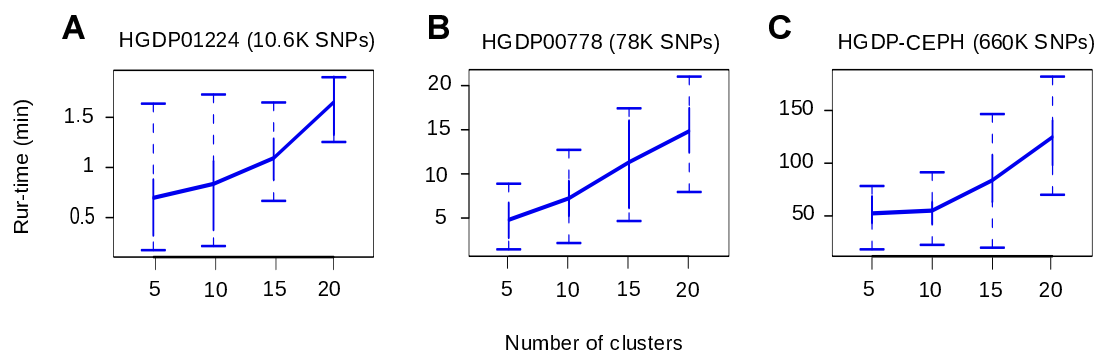 A HGDP01224 (10.6K SNPs)
B HGDP00778 (78K SNPs)
C HGDP-CEPH (660K SNPs)
Rur-time (min)
1.5
1
0.5
5 10 15 20
20
15
10
5
5 10 15 20
150
100
50
5 10 15 20
Number of clusters